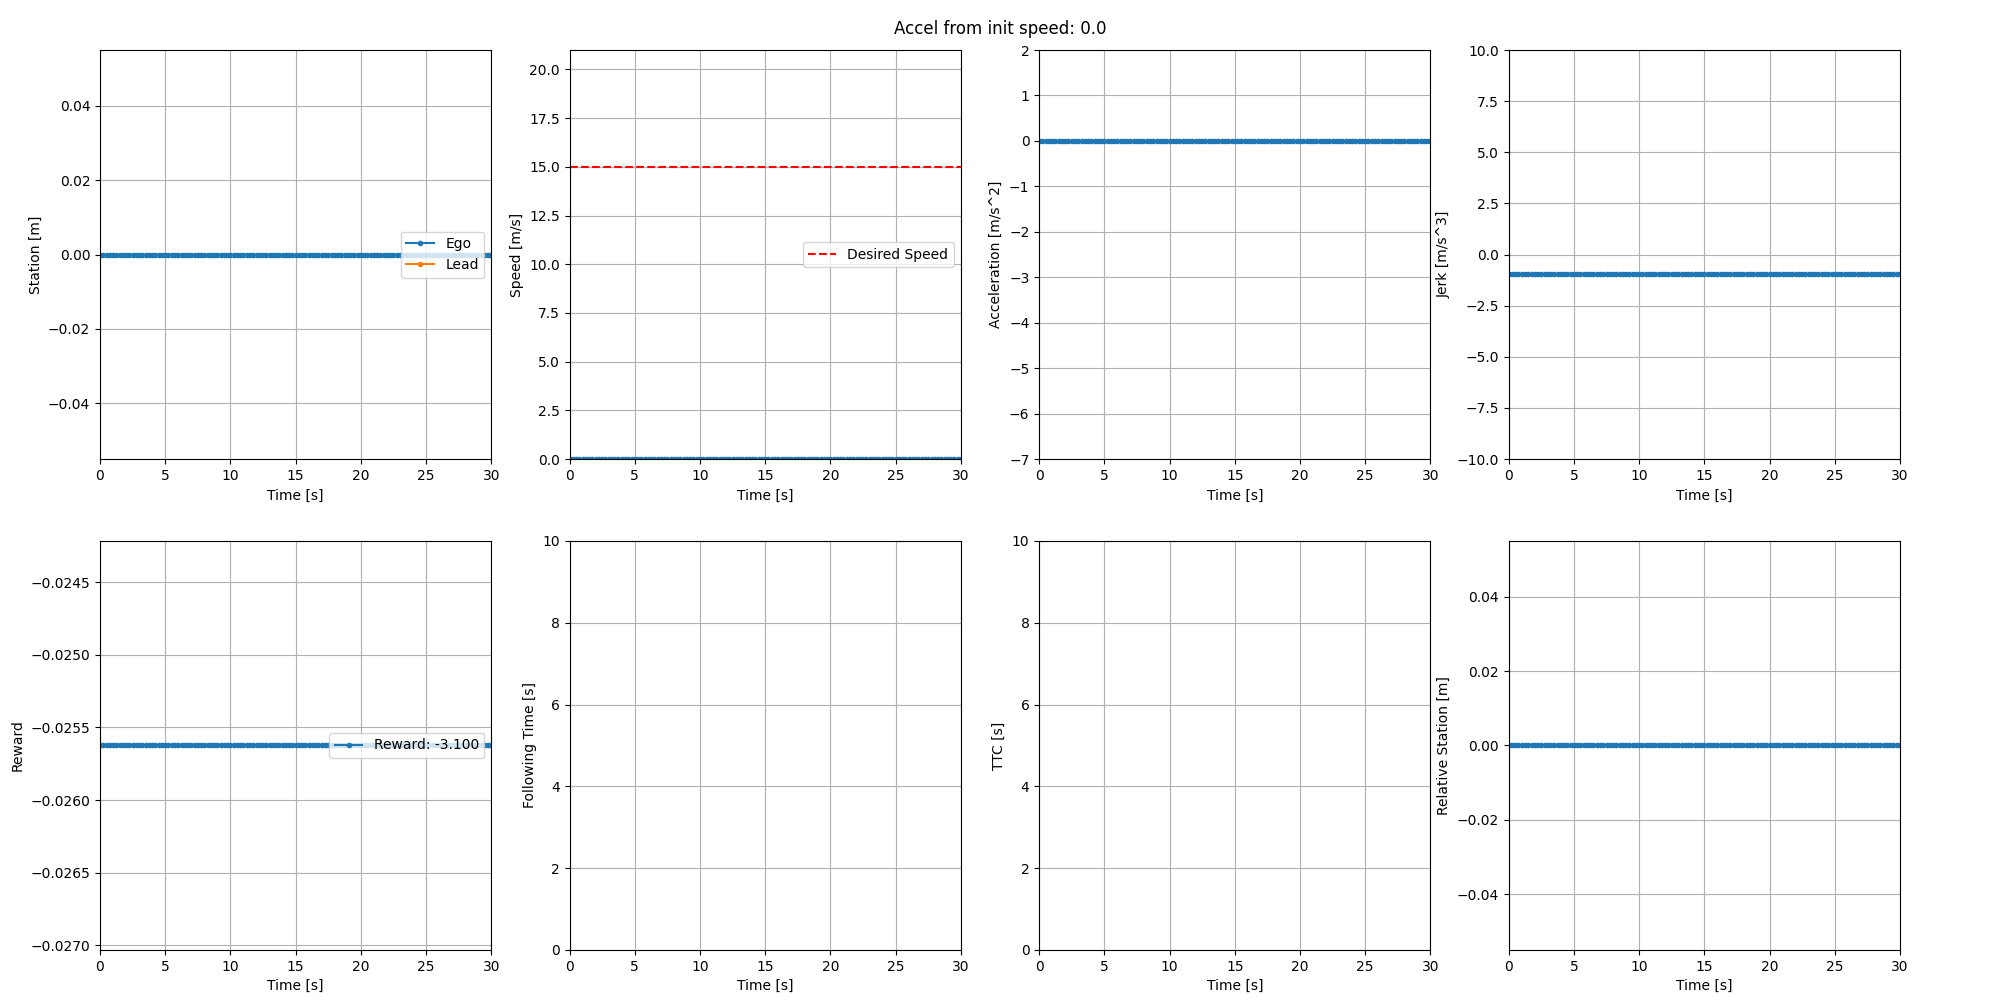 Accel from init speed: 0.0
Station [m]
0.04
0.02
0.00
−0.02
−0.04
Ego
Lead
0 5 10 15 20 25 30
Time [s]
Speed [m/s]
20.0
17.5
15.0
12.5
10.0
7.5
5.0
2.5
0.0
Desired Speed
0 5 10 15 20 25 30
Time [s]
Acceleration [m/s^2]
2
1
0
−1
−2
−3
−4
−5
−6
−7
0 5 10 15 20 25 30
Time [s]
Jerk [m/s^3]
10.0
7.5
5.0
2.5
0.0
−2.5
−5.0
−7.5
−10.0
0 5 10 15 20 25 30
Time [s]
Reward
−0.0245
−0.0250
−0.0255
−0.0260
−0.0265
−0.0270
Reward: -3.100
0 5 10 15 20 25 30
Time [s]
Following Time [s]
10
8
6
4
2
0
0 5 10 15 20 25 30
Time [s]
TTC [s]
10
8
6
4
2
0
0 5 10 15 20 25 30
Time [s]
Relative Station [m]
0.04
0.02
0.00
−0.02
−0.04
0 5 10 15 20 25 30
Time [s]